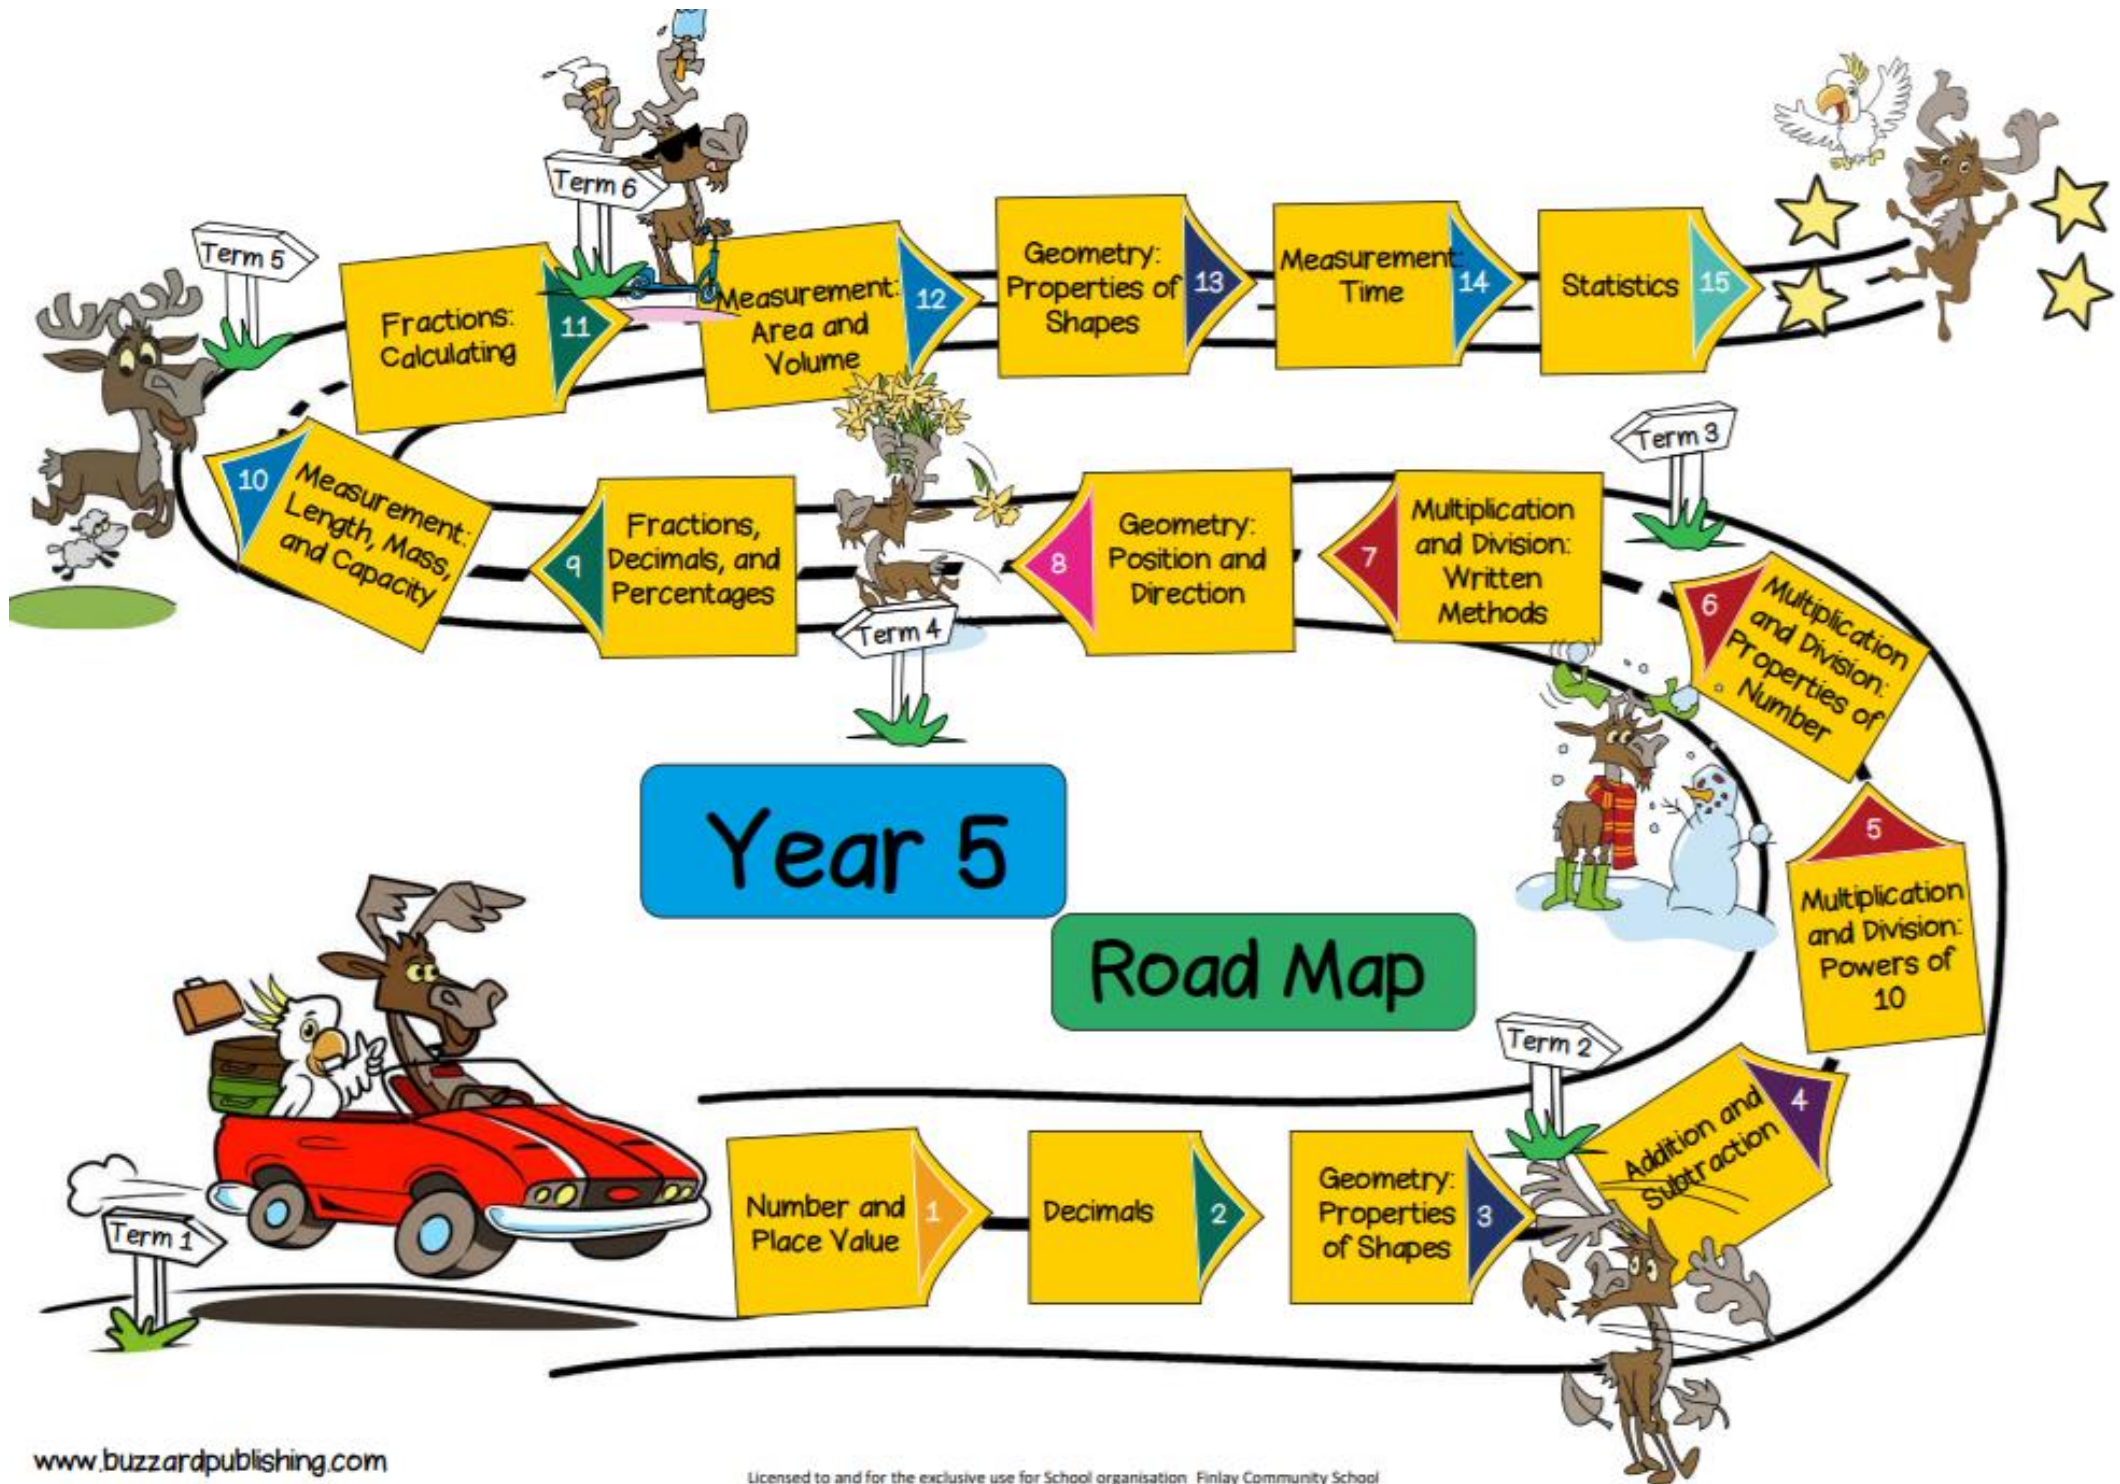 Term 1
Number and
Place Value
1
Decimals
2
Geometry:
Properties
of Shapes
3
Term 2
Addition and
Subtraction
4
Multiplication
and Division:
Powers of
10
5
Multiplication
and Division:
Properties of
Number
6
Term 3
Multiplication
and Division:
Written
Methods
7
Geometry:
Position and
Direction
8
Term 4
Fractions,
Decimals, and
Percentages
9
Measurement:
Length, Mass,
and Capacity
10
Term 5
Fractions:
Calculating
11
Term 6
Measurement:
Area and
Volume
12
Geometry:
Properties of
Shapes
13
Measurement:
Time
14
Statistics
15
Year 5
Road Map
www.buzzardpublishing.com
Licensed to and for the exclusive use for School organisation Finlay Community School